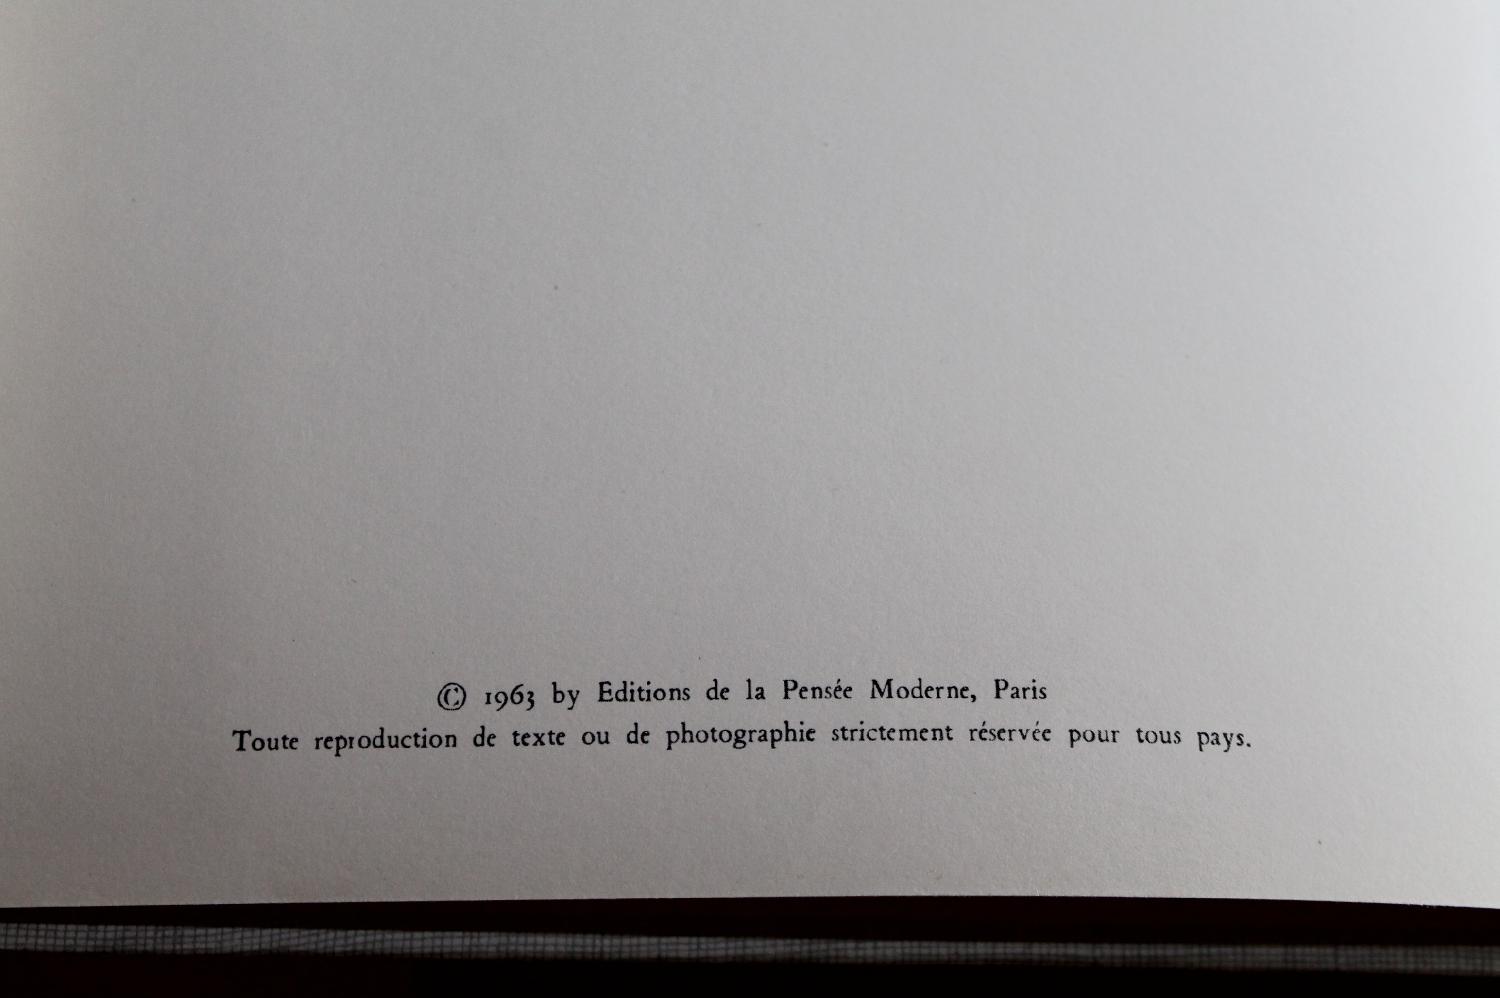 © 1963 by Editions de la Pensée Moderne, Paris
Toute reproduction de texte ou de photographie strictement réservée pour tous pays.